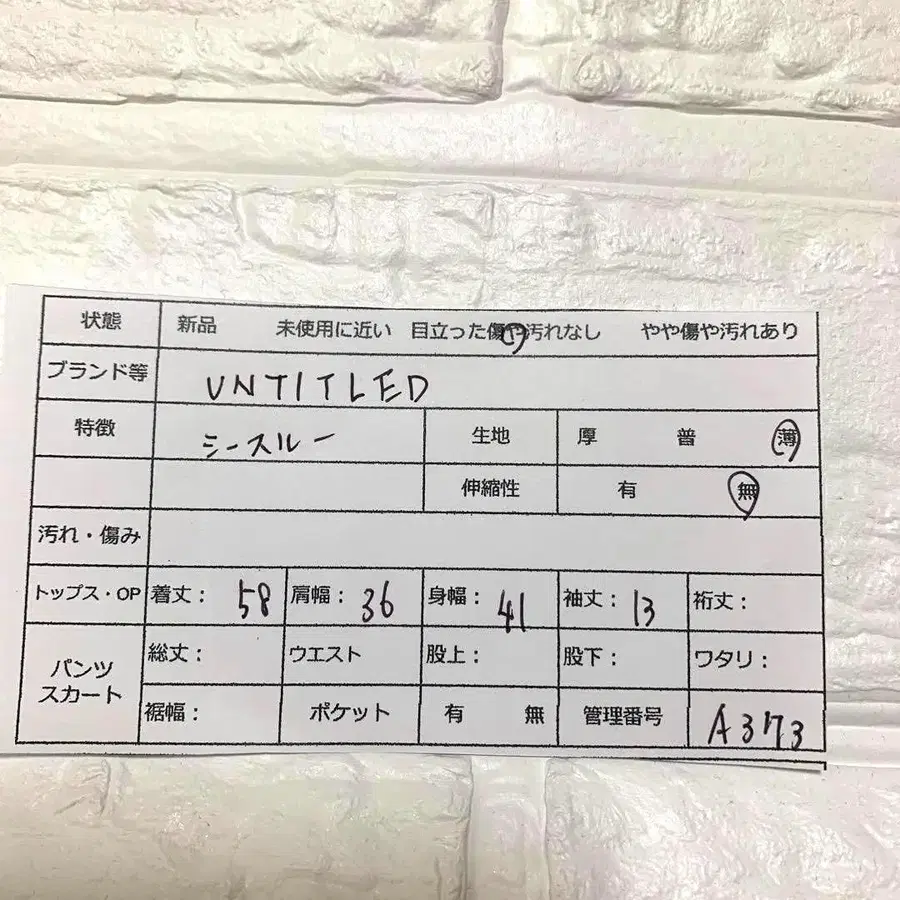 状態 新品 未使用に近い 目立った傷や汚れなし やや傷や汚れあり
ブランド等 UNTITLED
特徴 シースルー 生地 厚 普 薄
伸縮性 有 無
汚れ・傷み
トップス・OP 着丈: 58 肩幅: 36 身幅: 41 袖丈: 13 裄丈:
パンツ スカート 総丈: ウエスト 股上: 股下: ワタリ:
裾幅: ポケット 有 無 管理番号 A373